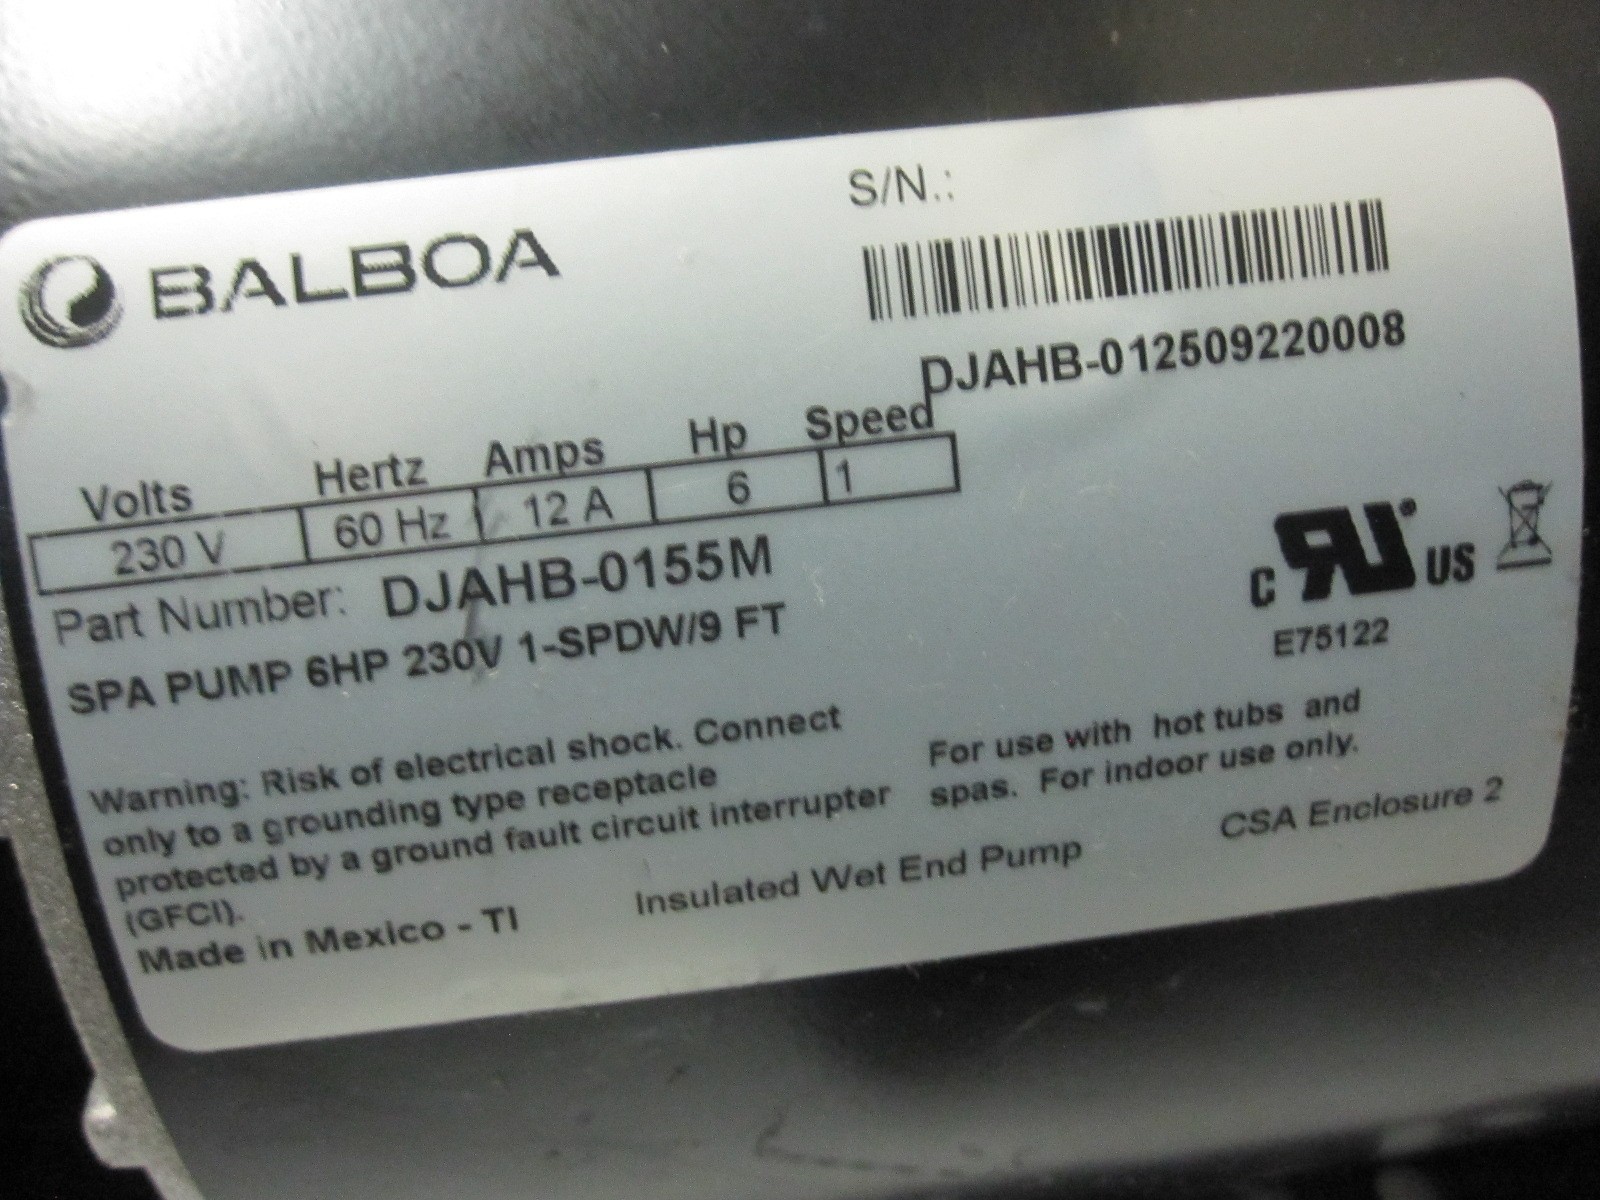 BALBOA
S/N.:
DJAHB-012509220008
Volts Hertz Amps Hp Speed
230 V 60 Hz 12 A 6 1
Part Number: DJAHB-0155M
SPA PUMP 6HP 230V 1-SPDW/9 FT
C RU ® US
E75122
Warning: Risk of electrical shock. Connect
only to a grounding type receptacle
protected by a ground fault circuit interrupter
(GFCI).
For use with hot tubs and
spas. For indoor use only.
Made in Mexico - TI
Insulated Wet End Pump
CSA Enclosure 2